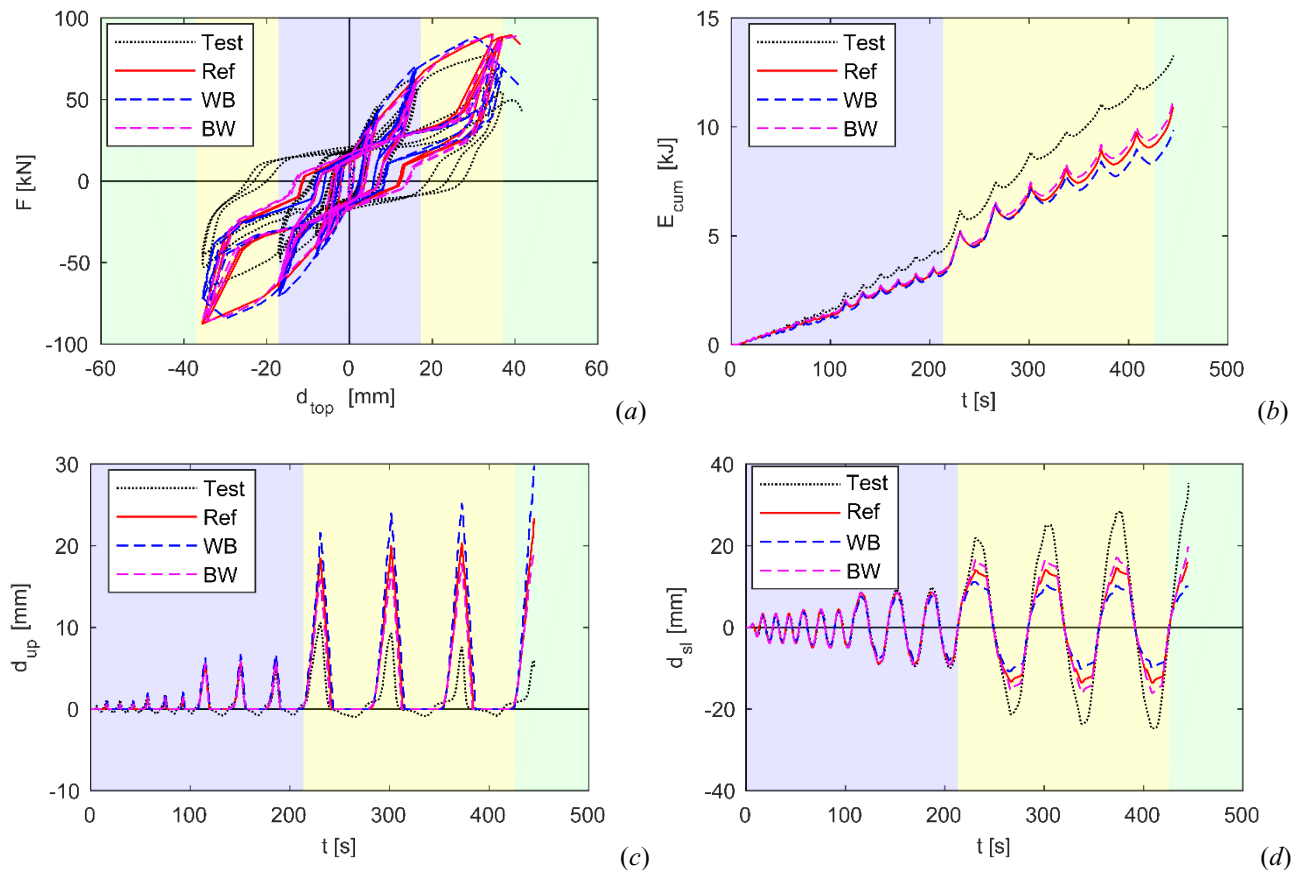 Test
Ref
WB
BW
100
50
0
-50
-100
F [kN]
-60
-40
-20
0
20
40
60
d_top [mm]
(a)
Test
Ref
WB
BW
15
10
5
0
E_cum [kJ]
0
100
200
300
400
500
t [s]
(b)
Test
Ref
WB
BW
30
20
10
0
-10
d_up [mm]
0
100
200
300
400
500
t [s]
(c)
Test
Ref
WB
BW
40
20
0
-20
-40
d_sl [mm]
0
100
200
300
400
500
t [s]
(d)